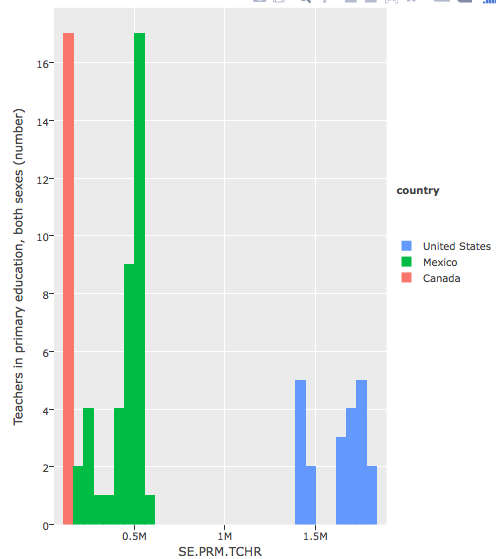 Teachers in primary education, both sexes (number)
16
14
12
10
8
6
4
2
0
0.5M 1M 1.5M
SE.PRM.TCHR
country
United States
Mexico
Canada